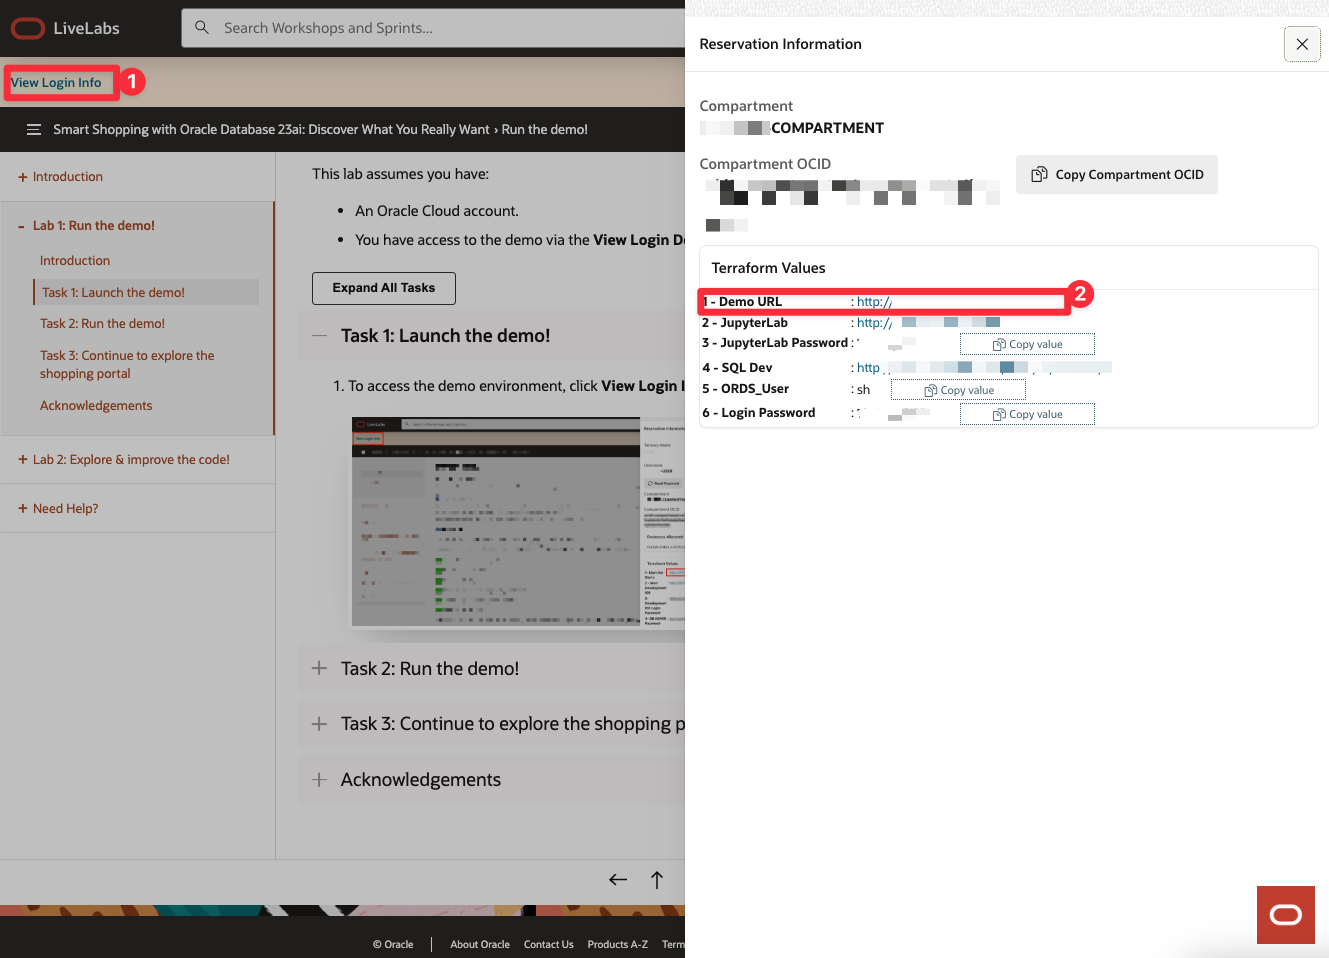 LiveLabs
Search Workshops and Sprints...
View Login Info
1
Smart Shopping with Oracle Database 23ai: Discover What You Really Want › Run the demo!
+ Introduction
- Lab 1: Run the demo!
Introduction
Task 1: Launch the demo!
Task 2: Run the demo!
Task 3: Continue to explore the
shopping portal
Acknowledgements
+ Lab 2: Explore & improve the code!
+ Need Help?
This lab assumes you have:
• An Oracle Cloud account.
• You have access to the demo via the View Login De
Expand All Tasks
Task 1: Launch the demo!
1. To access the demo environment, click View Login I
Task 2: Run the demo!
Task 3: Continue to explore the shopping p
Acknowledgements
© Oracle
About Oracle
Contact Us
Products A-Z
Term
Reservation Information
Compartment
COMPARTMENT
Compartment OCID
Copy Compartment OCID
Terraform Values
1 - Demo URL : http://
2
2 - JupyterLab : http://
3 - JupyterLab Password : Copy value
4 - SQL Dev : http
5 - ORDS_User : sh Copy value
6 - Login Password : Copy value